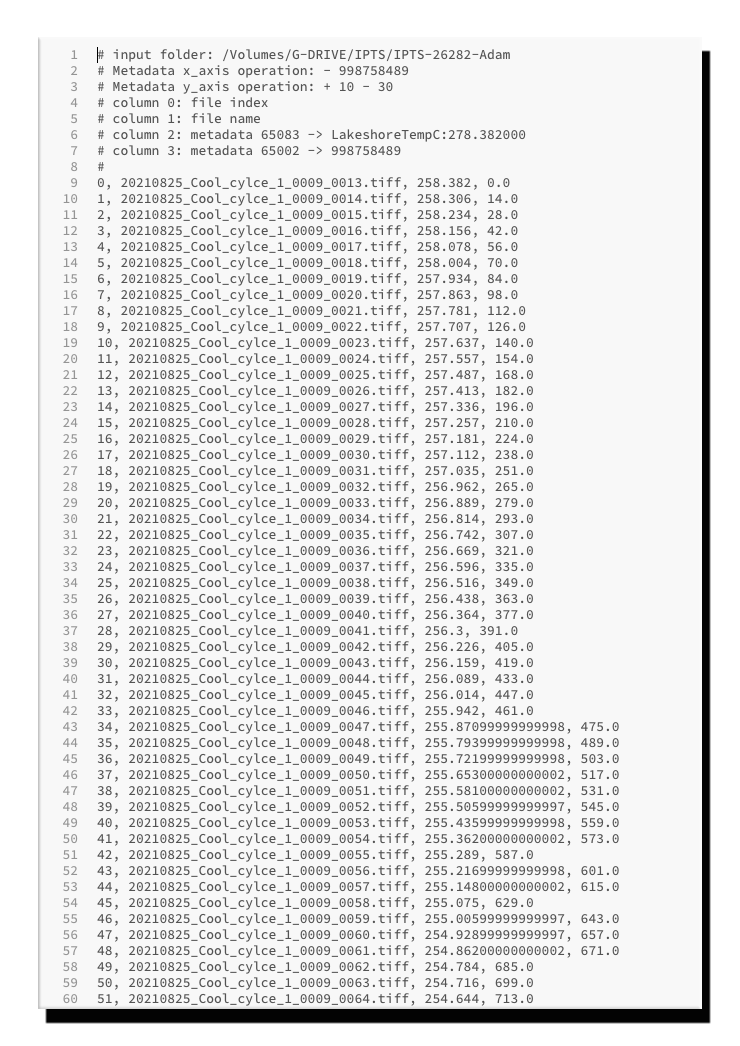 1 # input folder: /Volumes/G-DRIVE/IPTS/IPTS-26282-Adam
2 # Metadata x_axis operation: - 998758489
3 # Metadata y_axis operation: + 10 - 30
4 # column 0: file index
5 # column 1: file name
6 # column 2: metadata 65083 -> LakeshoreTempC:278.382000
7 # column 3: metadata 65002 -> 998758489
8 #
9 0, 20210825_Cool_cylce_1_0009_0013.tiff, 258.382, 0.0
10 1, 20210825_Cool_cylce_1_0009_0014.tiff, 258.306, 14.0
11 2, 20210825_Cool_cylce_1_0009_0015.tiff, 258.234, 28.0
12 3, 20210825_Cool_cylce_1_0009_0016.tiff, 258.156, 42.0
13 4, 20210825_Cool_cylce_1_0009_0017.tiff, 258.078, 56.0
14 5, 20210825_Cool_cylce_1_0009_0018.tiff, 258.004, 70.0
15 6, 20210825_Cool_cylce_1_0009_0019.tiff, 257.934, 84.0
16 7, 20210825_Cool_cylce_1_0009_0020.tiff, 257.863, 98.0
17 8, 20210825_Cool_cylce_1_0009_0021.tiff, 257.781, 112.0
18 9, 20210825_Cool_cylce_1_0009_0022.tiff, 257.707, 126.0
19 10, 20210825_Cool_cylce_1_0009_0023.tiff, 257.637, 140.0
20 11, 20210825_Cool_cylce_1_0009_0024.tiff, 257.557, 154.0
21 12, 20210825_Cool_cylce_1_0009_0025.tiff, 257.487, 168.0
22 13, 20210825_Cool_cylce_1_0009_0026.tiff, 257.413, 182.0
23 14, 20210825_Cool_cylce_1_0009_0027.tiff, 257.336, 196.0
24 15, 20210825_Cool_cylce_1_0009_0028.tiff, 257.257, 210.0
25 16, 20210825_Cool_cylce_1_0009_0029.tiff, 257.181, 224.0
26 17, 20210825_Cool_cylce_1_0009_0030.tiff, 257.112, 238.0
27 18, 20210825_Cool_cylce_1_0009_0031.tiff, 257.035, 251.0
28 19, 20210825_Cool_cylce_1_0009_0032.tiff, 256.962, 265.0
29 20, 20210825_Cool_cylce_1_0009_0033.tiff, 256.889, 279.0
30 21, 20210825_Cool_cylce_1_0009_0034.tiff, 256.814, 293.0
31 22, 20210825_Cool_cylce_1_0009_0035.tiff, 256.742, 307.0
32 23, 20210825_Cool_cylce_1_0009_0036.tiff, 256.669, 321.0
33 24, 20210825_Cool_cylce_1_0009_0037.tiff, 256.596, 335.0
34 25, 20210825_Cool_cylce_1_0009_0038.tiff, 256.516, 349.0
35 26, 20210825_Cool_cylce_1_0009_0039.tiff, 256.438, 363.0
36 27, 20210825_Cool_cylce_1_0009_0040.tiff, 256.364, 377.0
37 28, 20210825_Cool_cylce_1_0009_0041.tiff, 256.3, 391.0
38 29, 20210825_Cool_cylce_1_0009_0042.tiff, 256.226, 405.0
39 30, 20210825_Cool_cylce_1_0009_0043.tiff, 256.159, 419.0
40 31, 20210825_Cool_cylce_1_0009_0044.tiff, 256.089, 433.0
41 32, 20210825_Cool_cylce_1_0009_0045.tiff, 256.014, 447.0
42 33, 20210825_Cool_cylce_1_0009_0046.tiff, 255.942, 461.0
43 34, 20210825_Cool_cylce_1_0009_0047.tiff, 255.87099999999998, 475.0
44 35, 20210825_Cool_cylce_1_0009_0048.tiff, 255.79399999999998, 489.0
45 36, 20210825_Cool_cylce_1_0009_0049.tiff, 255.72199999999998, 503.0
46 37, 20210825_Cool_cylce_1_0009_0050.tiff, 255.65300000000002, 517.0
47 38, 20210825_Cool_cylce_1_0009_0051.tiff, 255.58100000000002, 531.0
48 39, 20210825_Cool_cylce_1_0009_0052.tiff, 255.50599999999997, 545.0
49 40, 20210825_Cool_cylce_1_0009_0053.tiff, 255.43599999999998, 559.0
50 41, 20210825_Cool_cylce_1_0009_0054.tiff, 255.36200000000002, 573.0
51 42, 20210825_Cool_cylce_1_0009_0055.tiff, 255.289, 587.0
52 43, 20210825_Cool_cylce_1_0009_0056.tiff, 255.21699999999998, 601.0
53 44, 20210825_Cool_cylce_1_0009_0057.tiff, 255.14800000000002, 615.0
54 45, 20210825_Cool_cylce_1_0009_0058.tiff, 255.075, 629.0
55 46, 20210825_Cool_cylce_1_0009_0059.tiff, 255.00599999999997, 643.0
56 47, 20210825_Cool_cylce_1_0009_0060.tiff, 254.92899999999997, 657.0
57 48, 20210825_Cool_cylce_1_0009_0061.tiff, 254.86200000000002, 671.0
58 49, 20210825_Cool_cylce_1_0009_0062.tiff, 254.784, 685.0
59 50, 20210825_Cool_cylce_1_0009_0063.tiff, 254.716, 699.0
60 51, 20210825_Cool_cylce_1_0009_0064.tiff, 254.644, 713.0